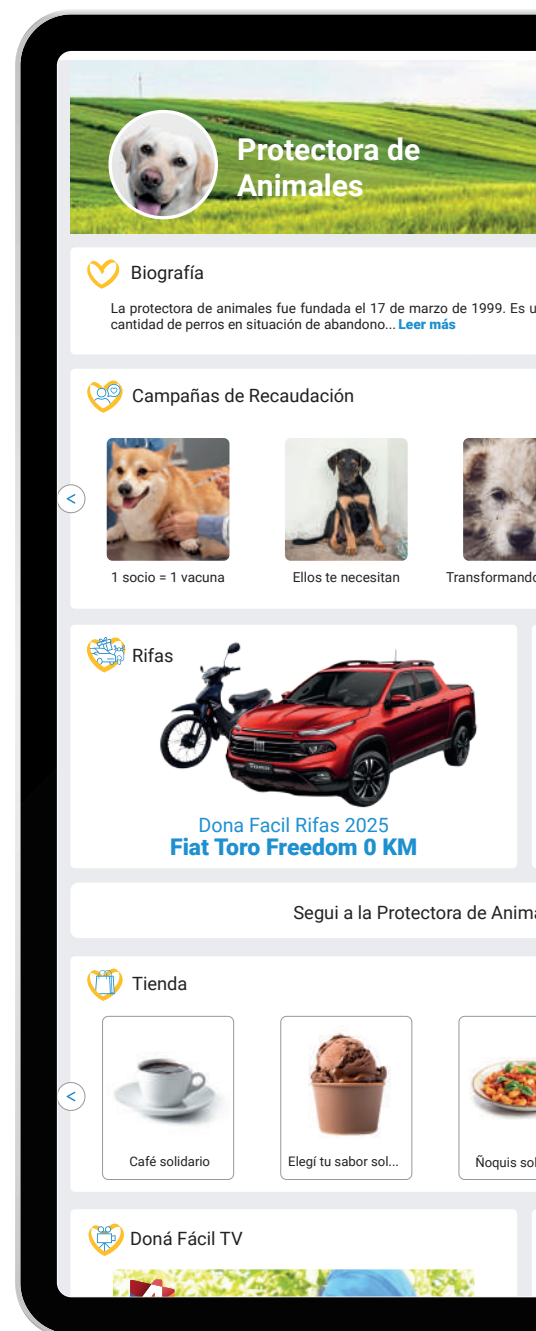 Protectora de
Animales
Biografía
La protectora de animales fue fundada el 17 de marzo de 1999. Es u
cantidad de perros en situación de abandono... Leer más
Campañas de Recaudación
<
1 socio = 1 vacuna
Ellos te necesitan
Transformando
Rifas
Dona Facil Rifas 2025
Fiat Toro Freedom 0 KM
Segui a la Protectora de Anima
Tienda
<
Café solidario
Elegí tu sabor sol...
Ñoquis sol
Doná Fácil TV